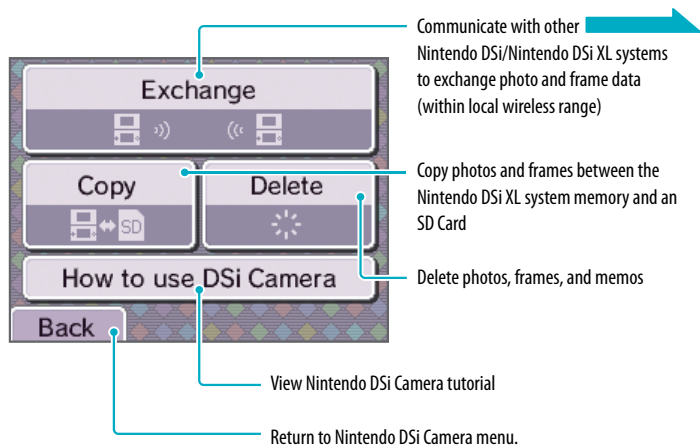 Communicate with other
Nintendo DSi/Nintendo DSi XL systems
to exchange photo and frame data
(within local wireless range)
Exchange
Copy photos and frames between the
Nintendo DSi XL system memory and an
SD Card
Copy
Delete
SD
Delete photos, frames, and memos
How to use DSi Camera
Back
View Nintendo DSi Camera tutorial
Return to Nintendo DSi Camera menu.